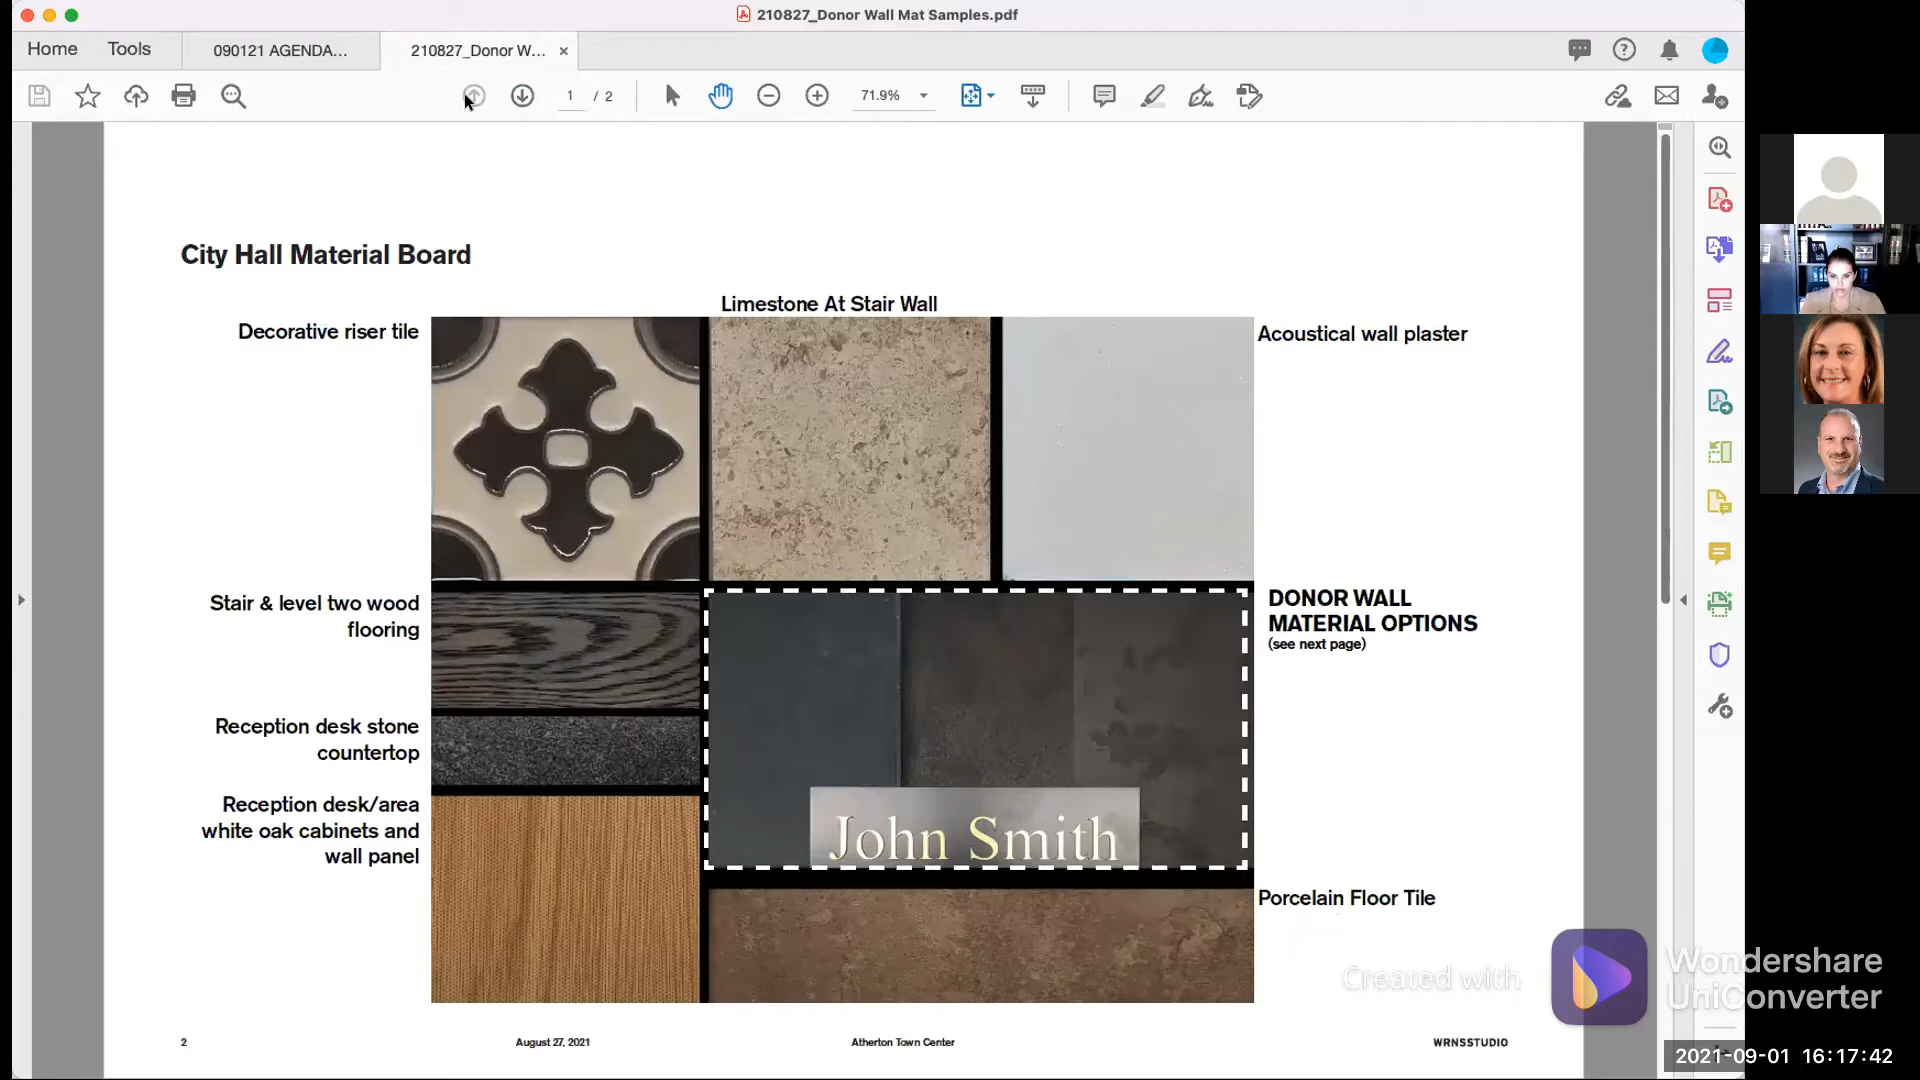 210827_Donor Wall Mat Samples.pdf
Home
Tools
090121 AGENDA...
210827_Donor W...
1
/ 2
71.9%
City Hall Material Board
Limestone At Stair Wall
Decorative riser tile
Acoustical wall plaster
Stair & level two wood
flooring
DONOR WALL
MATERIAL OPTIONS
(see next page)
Reception desk stone
countertop
Reception desk/area
white oak cabinets and
wall panel
John Smith
Porcelain Floor Tile
Created with
Wondershare
UniConverter
2
August 27, 2021
Atherton Town Center
WRNSSTUDIO
2021-09-01 16:17:42